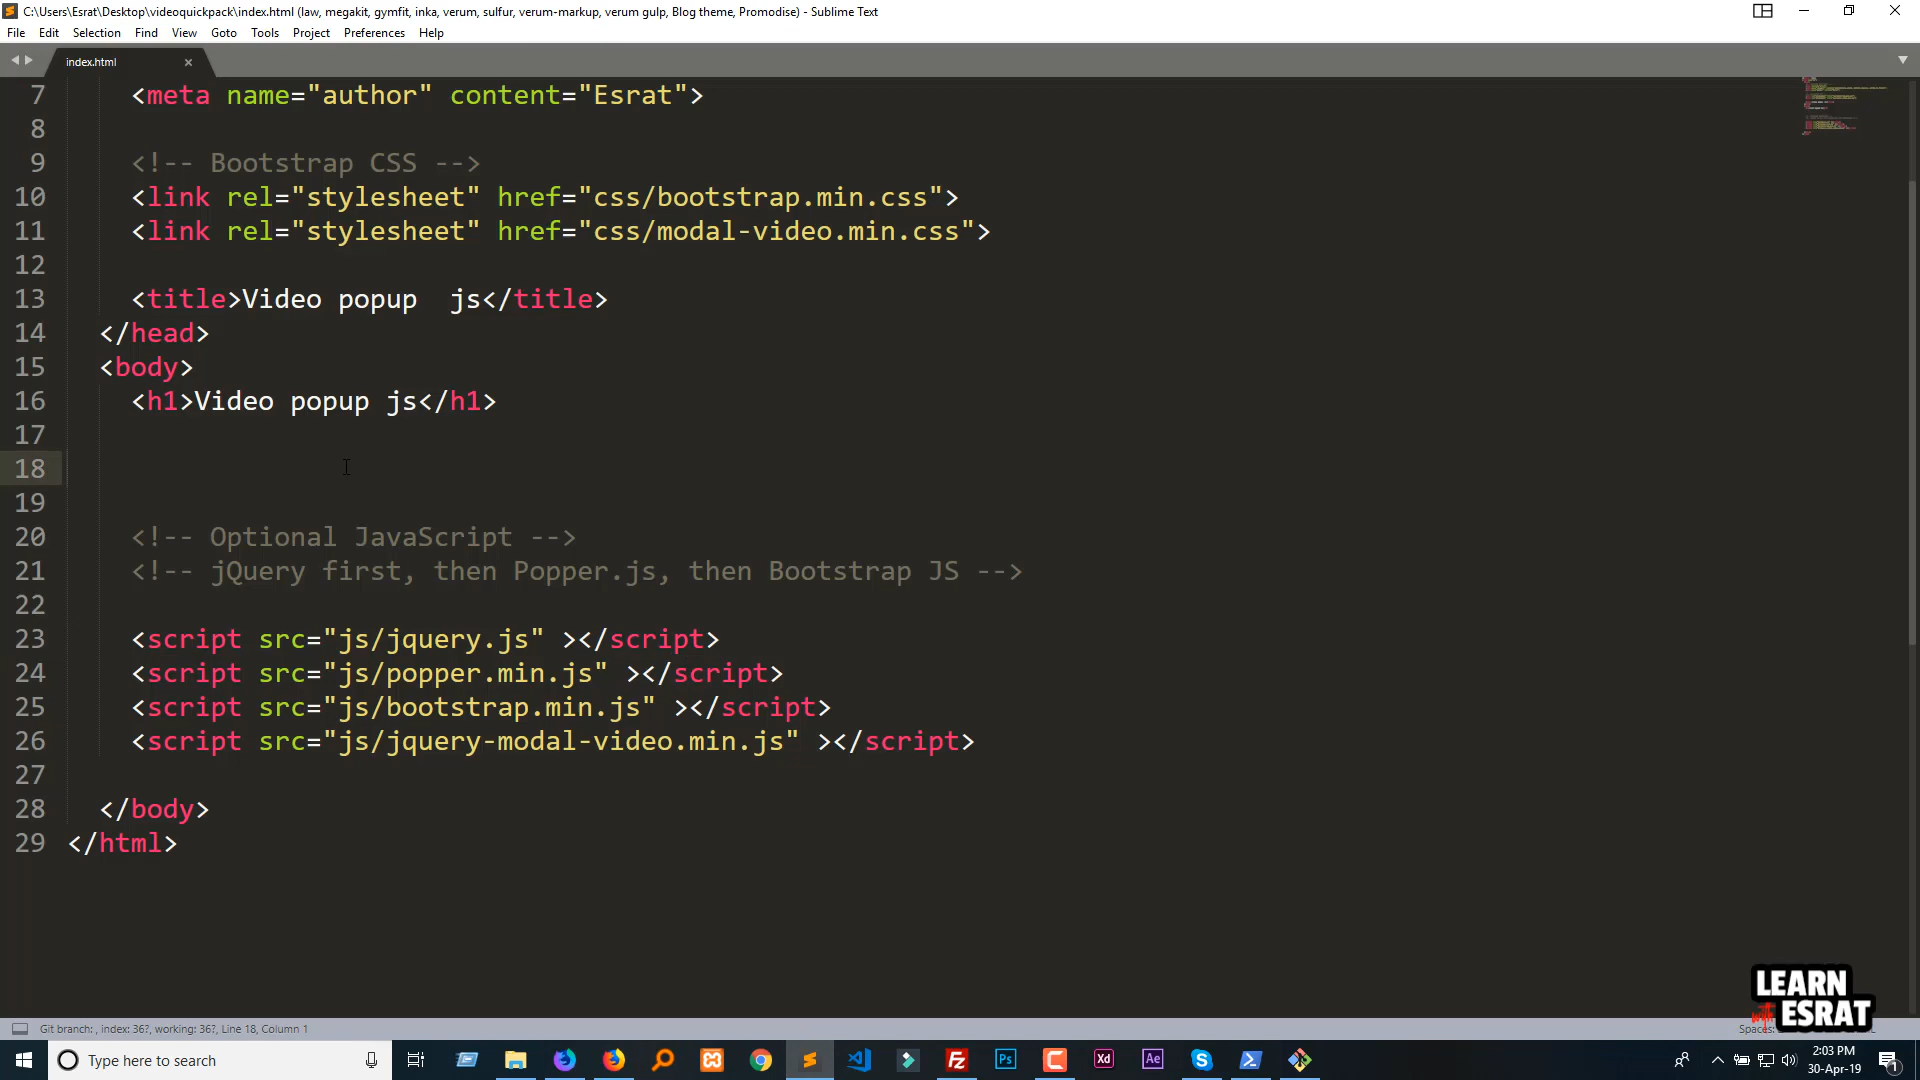 C:\Users\Esrat\Desktop\videoquickpack\index.html (law, megakit, gymfit, inka, verum, sulfur, verum-markup, verum gulp, Blog theme, Promodise) - Sublime Text
File Edit Selection Find View Goto Tools Project Preferences Help
index.html
7 <meta name="author" content="Esrat">
8
9 <!-- Bootstrap CSS -->
10 <link rel="stylesheet" href="css/bootstrap.min.css">
11 <link rel="stylesheet" href="css/modal-video.min.css">
12
13 <title>Video popup  js</title>
14 </head>
15 <body>
16 <h1>Video popup js</h1>
17
18
19
20 <!-- Optional JavaScript -->
21 <!-- jQuery first, then Popper.js, then Bootstrap JS -->
22
23 <script src="js/jquery.js" ></script>
24 <script src="js/popper.min.js" ></script>
25 <script src="js/bootstrap.min.js" ></script>
26 <script src="js/jquery-modal-video.min.js" ></script>
27
28 </body>
29 </html>
LEARN
with ESRAT
Git branch: , index: 36?, working: 36?, Line 18, Column 1 Spaces:
Type here to search
Ps Xd Ae
2:03 PM
30-Apr-19
1